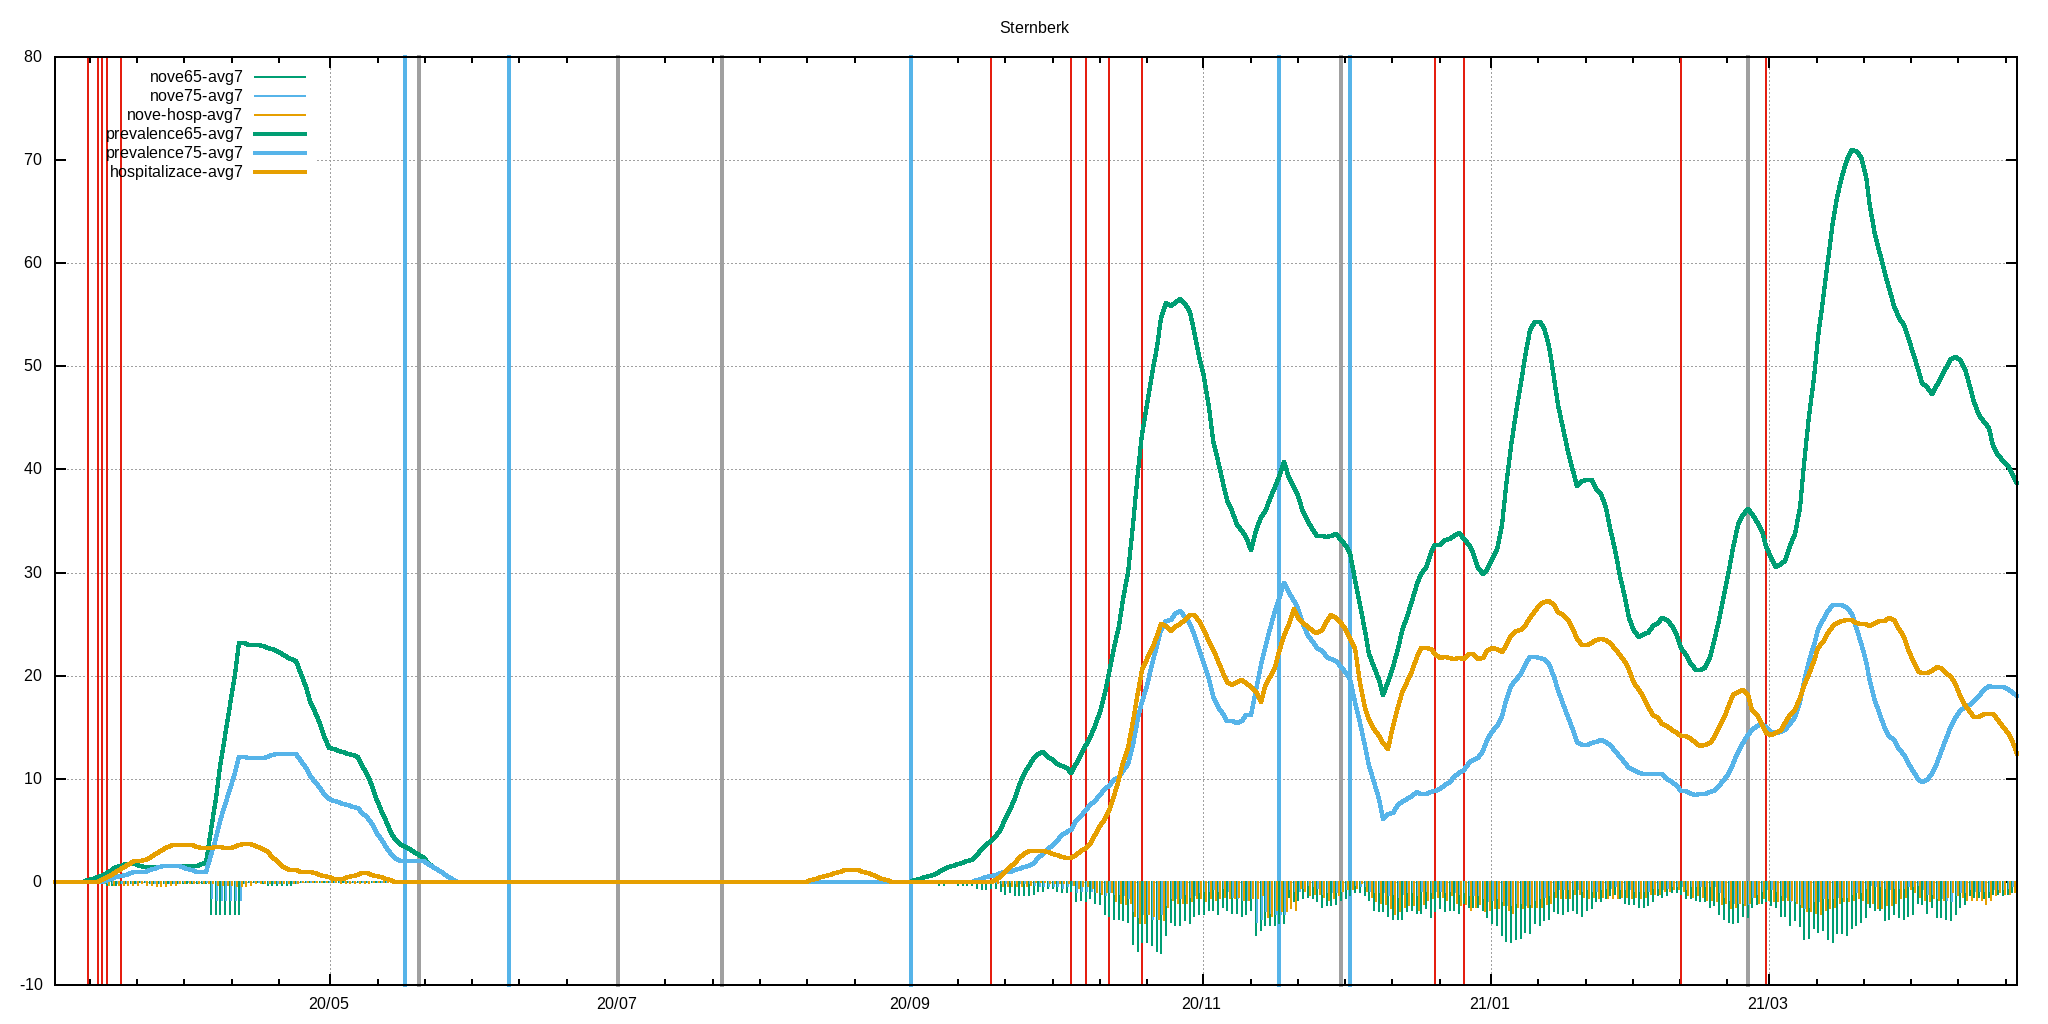 Sternberk
80
70
60
50
40
30
20
10
0
-10
nove65-avg7
nove75-avg7
nove-hosp-avg7
prevalence65-avg7
prevalence75-avg7
hospitalizace-avg7
20/05
20/07
20/09
20/11
21/01
21/03